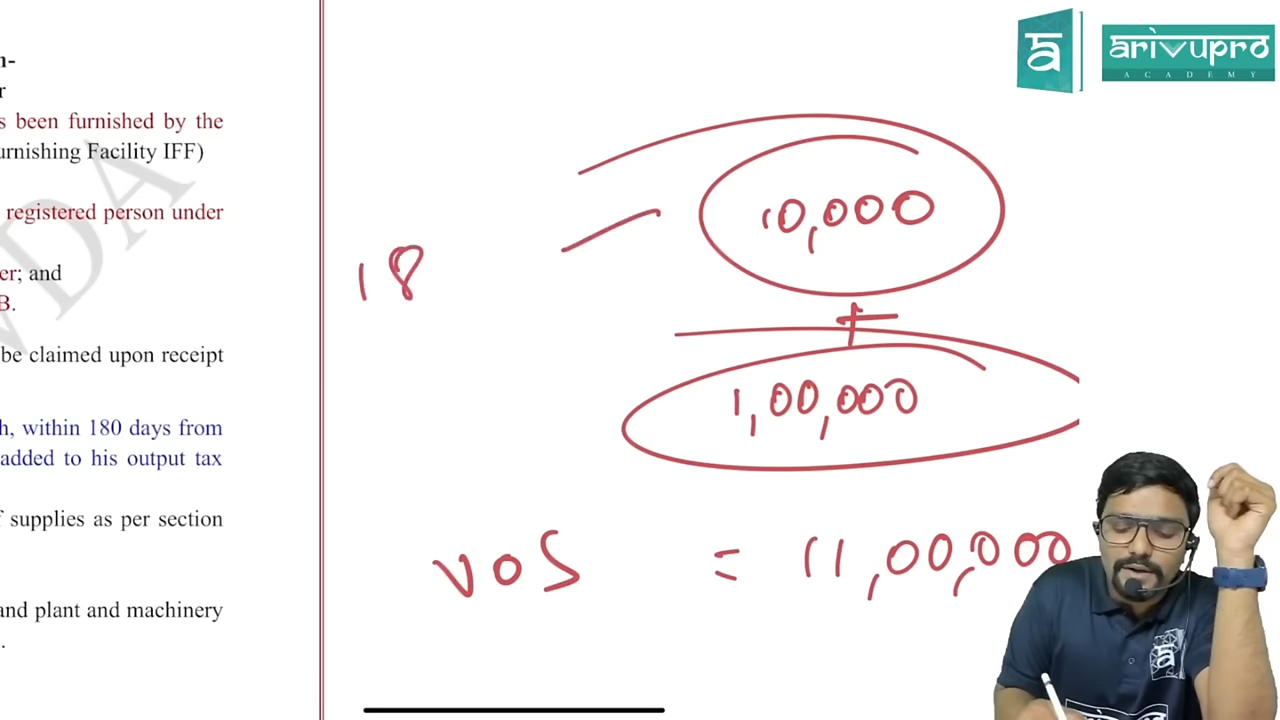 n-
r
s been furnished by the
urnishing Facility IFF)
registered person under
er; and
B.
be claimed upon receipt
h, within 180 days from
added to his output tax
f supplies as per section
and plant and machinery
.
NDA
arivupro
ACADEMY
10,000
18
+
1,00,000
VOS = 11,00,000